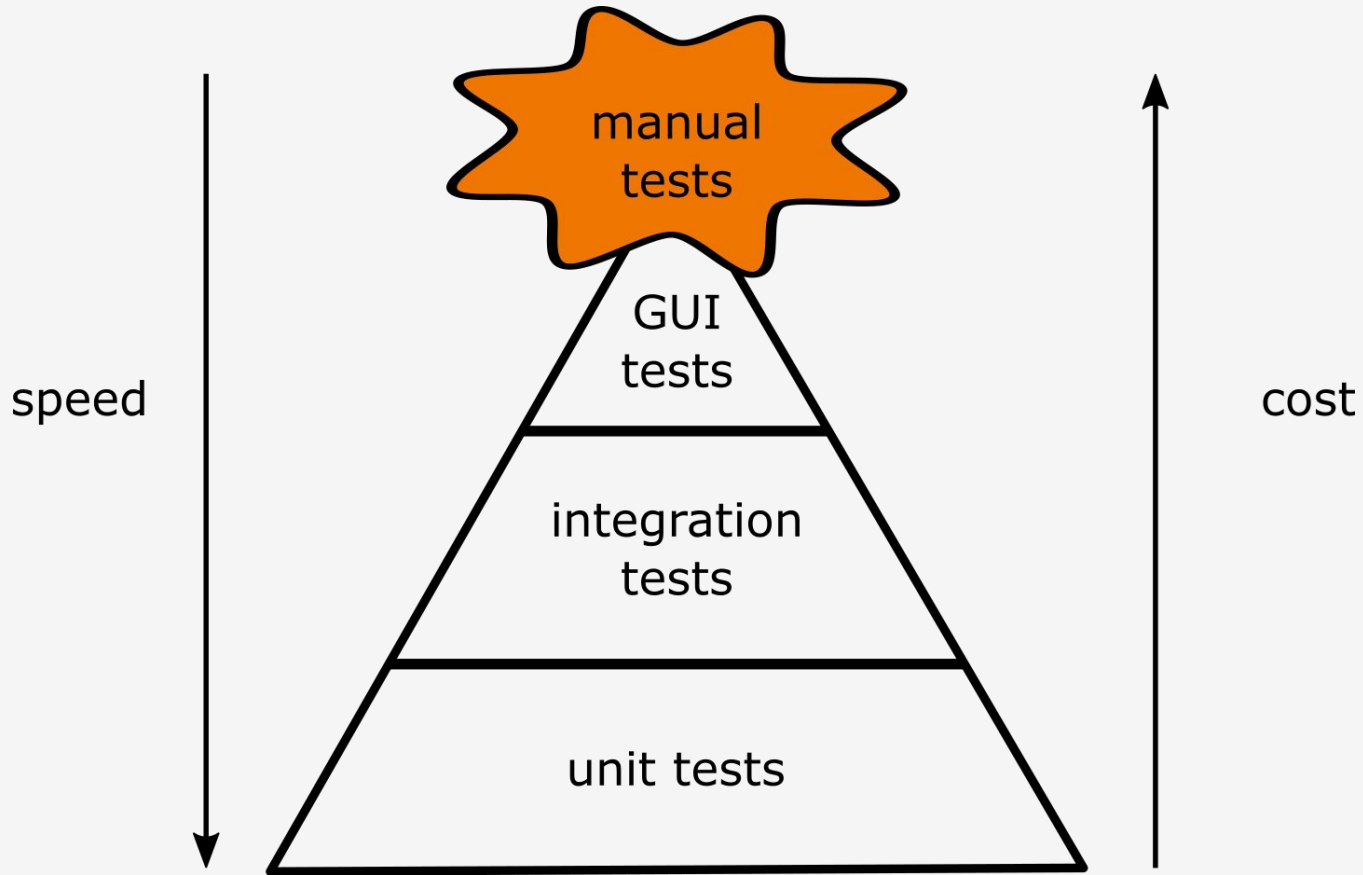 manual
tests
GUI
tests
speed
cost
integration
tests
unit tests